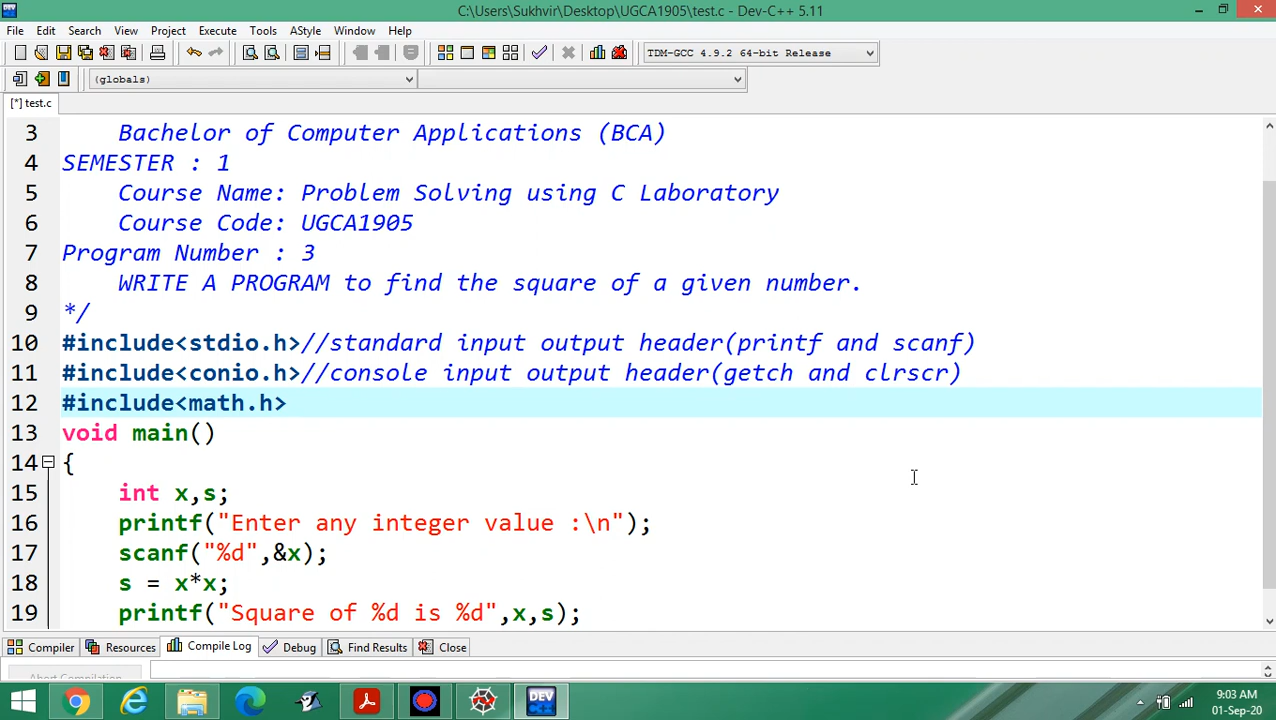 C:\Users\Sukhvir\Desktop\UGCA1905\test.c - Dev-C++ 5.11
File Edit Search View Project Execute Tools AStyle Window Help
TDM-GCC 4.9.2 64-bit Release
(globals)
[*] test.c
3 Bachelor of Computer Applications (BCA)
4 SEMESTER : 1
5 Course Name: Problem Solving using C Laboratory
6 Course Code: UGCA1905
7 Program Number : 3
8 WRITE A PROGRAM to find the square of a given number.
9 */
10 #include<stdio.h>//standard input output header(printf and scanf)
11 #include<conio.h>//console input output header(getch and clrscr)
12 #include<math.h>
13 void main()
14 {
15 int x,s;
16 printf("Enter any integer value :\n");
17 scanf("%d",&x);
18 s = x*x;
19 printf("Square of %d is %d",x,s);
Compiler Resources Compile Log Debug Find Results Close
Abort Compilation
DEV
9:03 AM
01-Sep-20